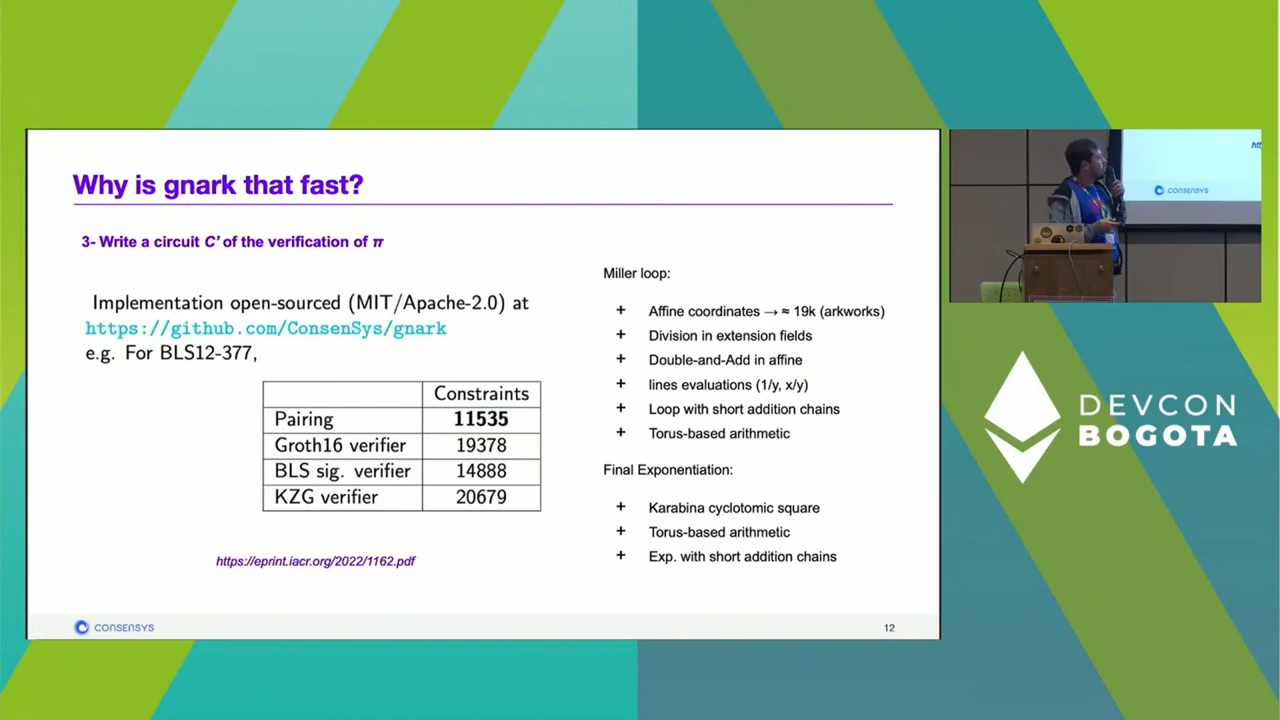 Why is gnark that fast?
3- Write a circuit C' of the verification of π
Implementation open-sourced (MIT/Apache-2.0) at
https://github.com/ConsenSys/gnark
e.g. For BLS12-377,
Constraints
Pairing 11535
Groth16 verifier 19378
BLS sig. verifier 14888
KZG verifier 20679
https://eprint.iacr.org/2022/1162.pdf
Miller loop:
+ Affine coordinates → ≈ 19k (arkworks)
+ Division in extension fields
+ Double-and-Add in affine
+ lines evaluations (1/y, x/y)
+ Loop with short addition chains
+ Torus-based arithmetic
Final Exponentiation:
+ Karabina cyclotomic square
+ Torus-based arithmetic
+ Exp. with short addition chains
CONSENSYS
12
htt
CONSENSYS
DEVCON
BOGOTA